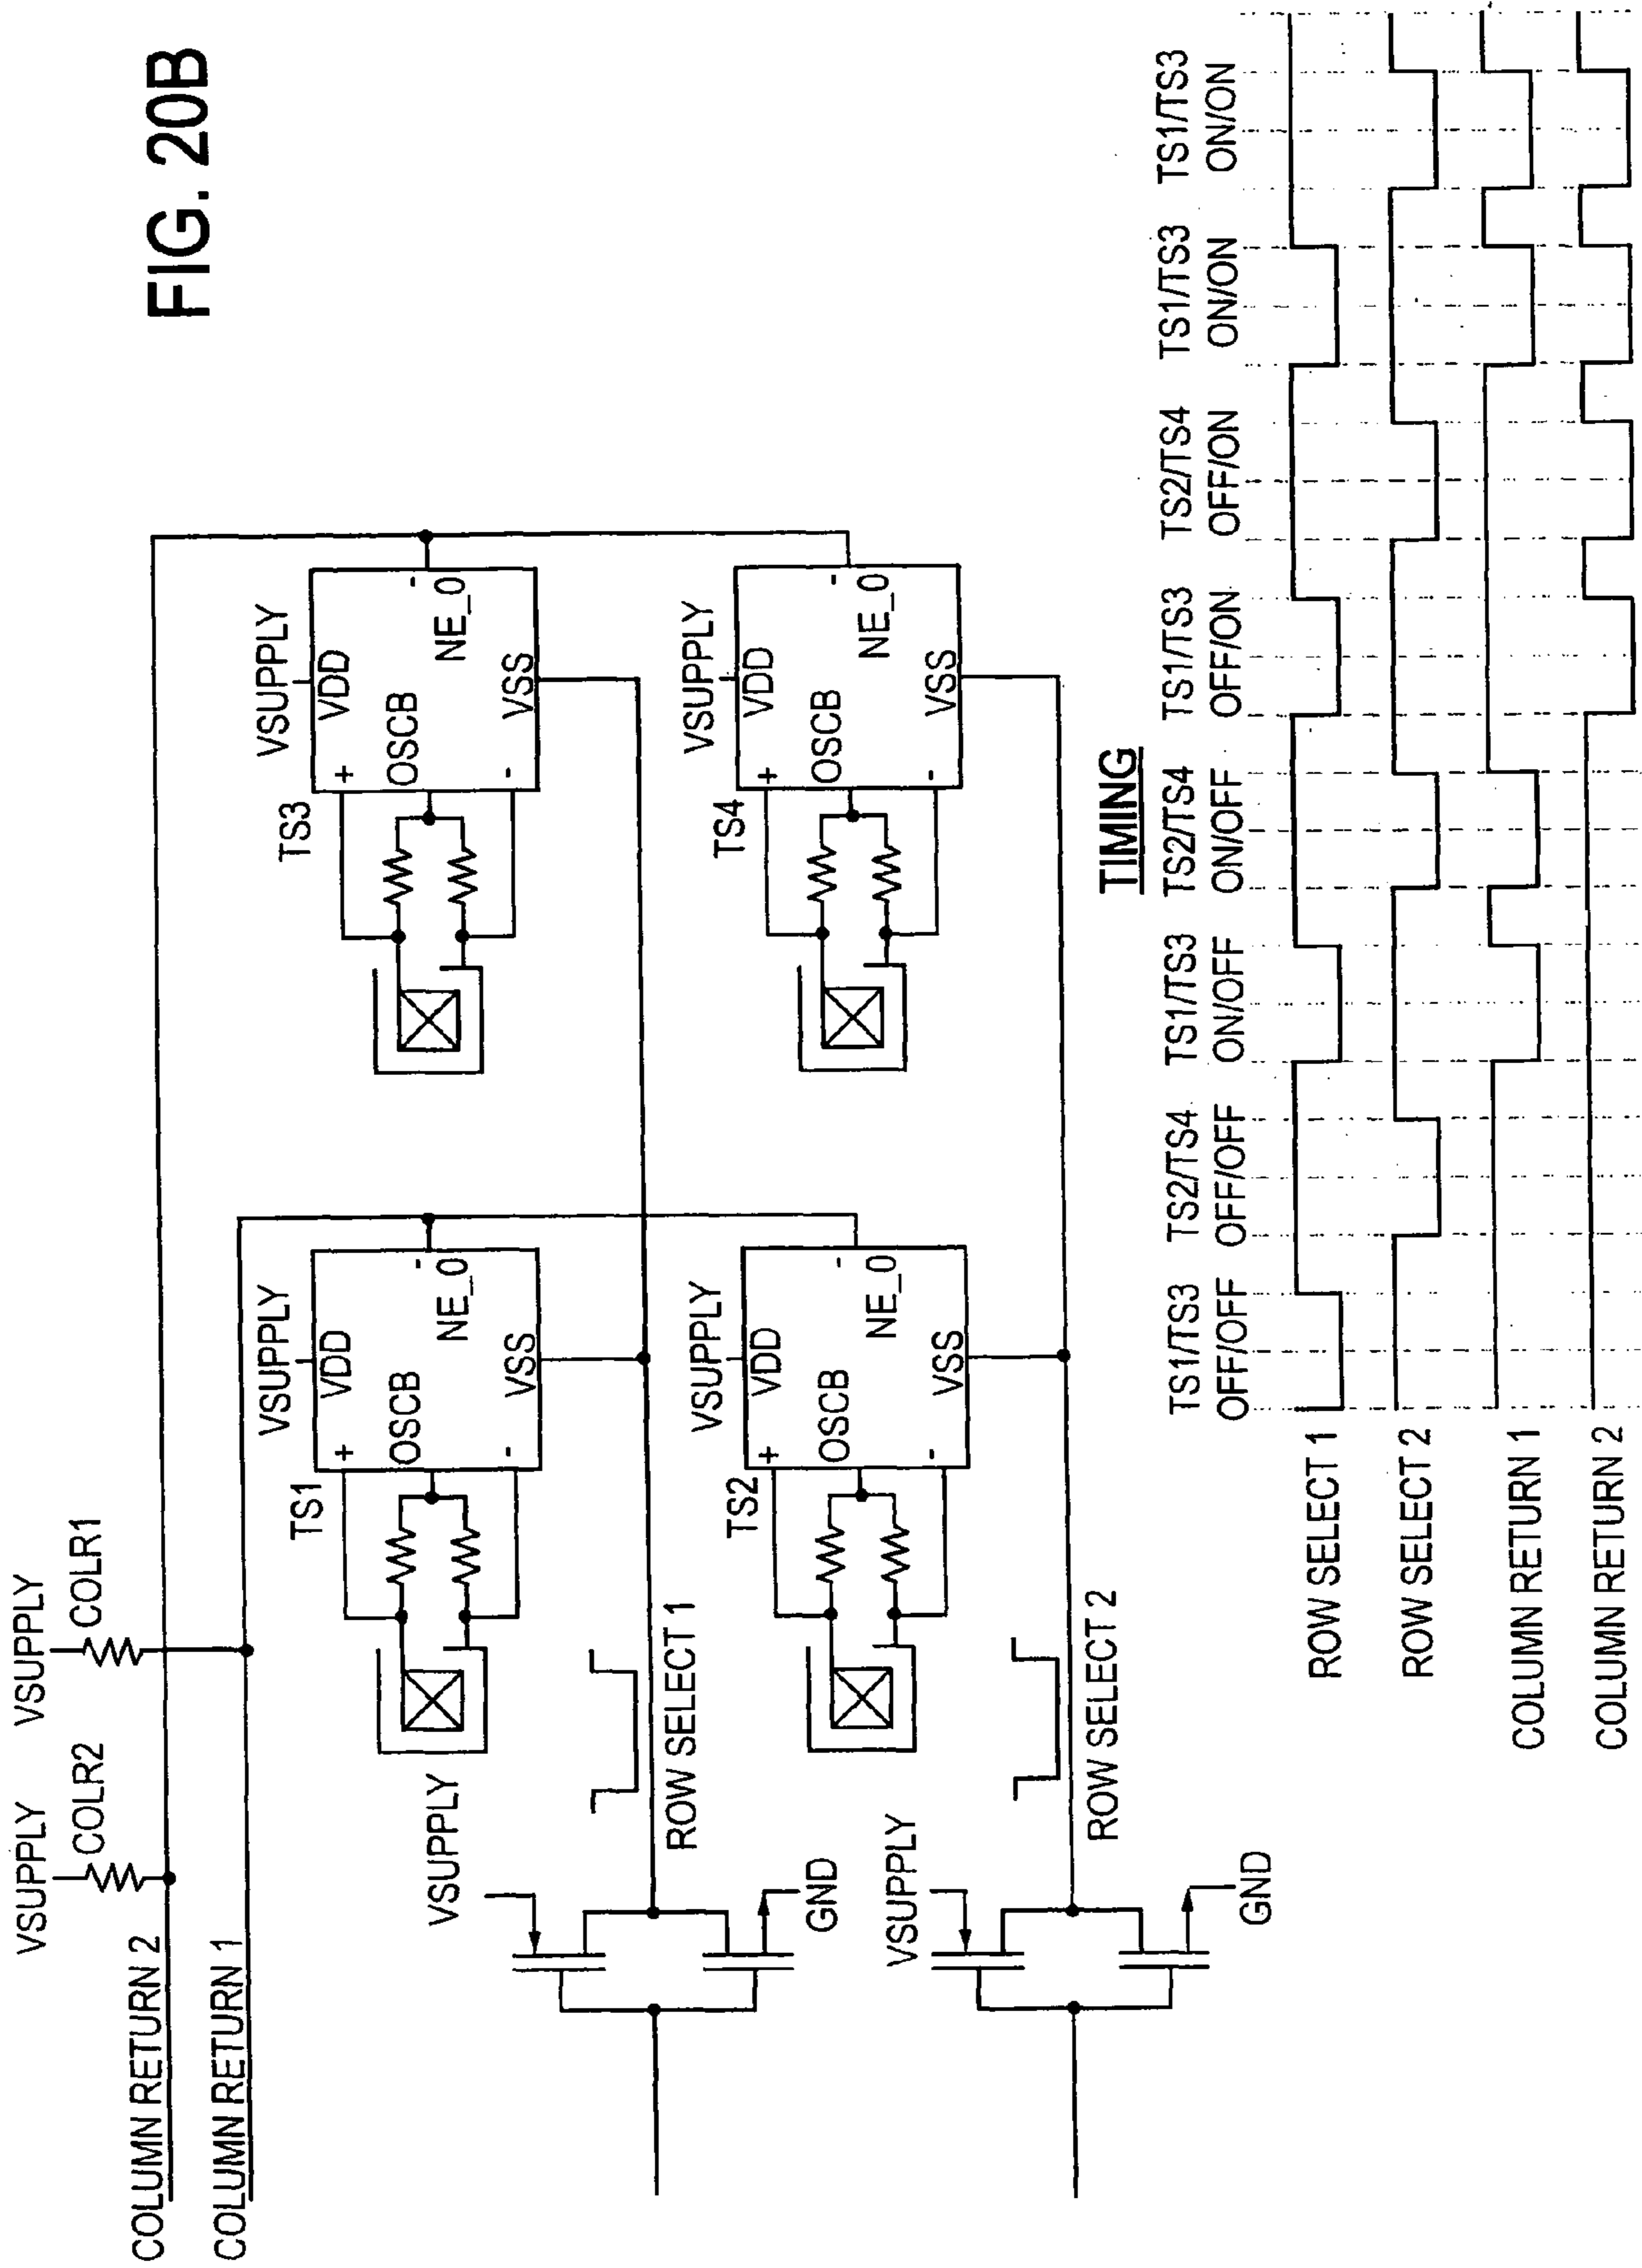 FIG. 20B
VSUPPLY
VSUPPLY
COLR2
COLR1
COLUMN RETURN 2
COLUMN RETURN 1
VSUPPLY
TS1
VSUPPLY
+
VDD
OSCB
-
NE_0
-
VSS
TS3
VSUPPLY
+
VDD
OSCB
-
NE_0
-
VSS
GND
ROW SELECT 1
VSUPPLY
TS2
VSUPPLY
+
VDD
OSCB
-
NE_0
-
VSS
TS4
VSUPPLY
+
VDD
OSCB
-
NE_0
-
VSS
GND
ROW SELECT 2
TIMING
TS1/TS3 TS2/TS4 TS1/TS3 TS2/TS4 TS1/TS3 TS2/TS4 TS1/TS3 TS1/TS3
OFF/OFF OFF/OFF ON/OFF ON/OFF OFF/ON OFF/ON ON/ON ON/ON
ROW SELECT 1
ROW SELECT 2
COLUMN RETURN 1
COLUMN RETURN 2